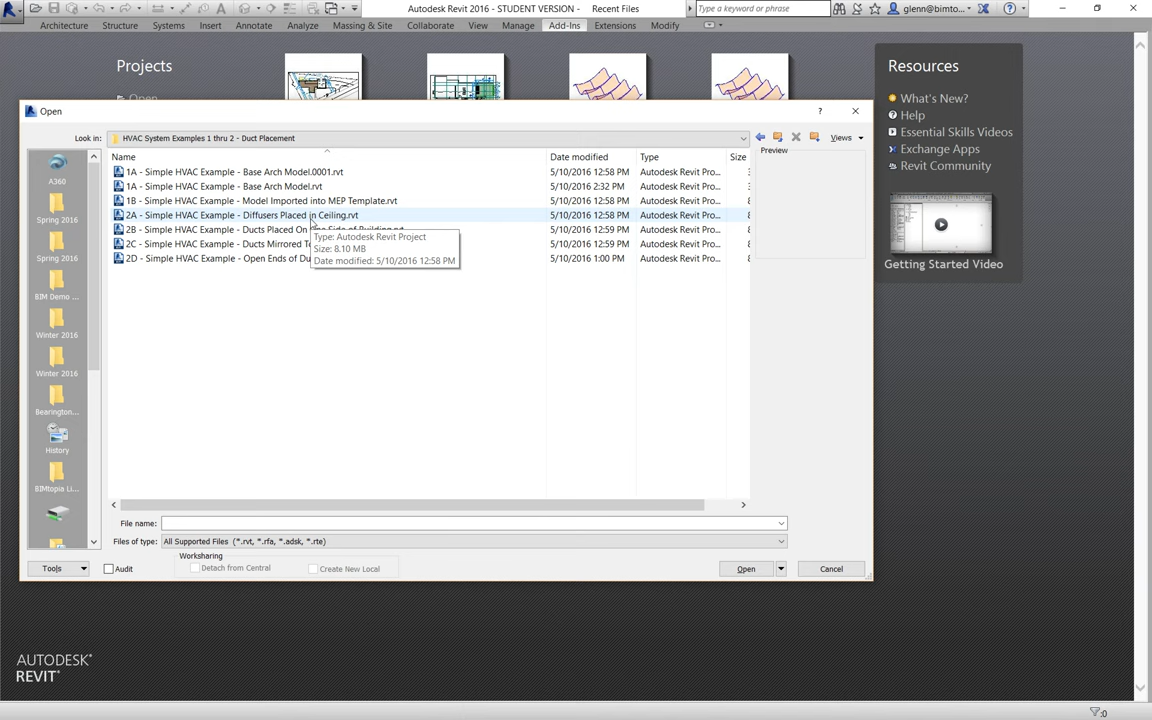 Autodesk Revit 2016 - STUDENT VERSION - Recent Files
Type a keyword or phrase
glenn@bimto...
Architecture Structure Systems Insert Annotate Analyze Massing & Site Collaborate View Manage Add-Ins Extensions Modify
Projects
Open
Resources
What's New?
Help
Essential Skills Videos
Exchange Apps
Revit Community
Getting Started Video
Open
Look in: HVAC System Examples 1 thru 2 - Duct Placement
Views
Name Date modified Type Size
Preview
1A - Simple HVAC Example - Base Arch Model.0001.rvt 5/10/2016 12:58 PM Autodesk Revit Pro...
1A - Simple HVAC Example - Base Arch Model.rvt 5/10/2016 2:32 PM Autodesk Revit Pro...
1B - Simple HVAC Example - Model Imported into MEP Template.rvt 5/10/2016 12:58 PM Autodesk Revit Pro...
2A - Simple HVAC Example - Diffusers Placed in Ceiling.rvt 5/10/2016 12:58 PM Autodesk Revit Pro...
2B - Simple HVAC Example - Ducts Placed On One Side of Building.rvt 5/10/2016 12:59 PM Autodesk Revit Pro...
2C - Simple HVAC Example - Ducts Mirrored T 5/10/2016 12:59 PM Autodesk Revit Pro...
2D - Simple HVAC Example - Open Ends of Du 5/10/2016 1:00 PM Autodesk Revit Pro...
Type: Autodesk Revit Project
Size: 8.10 MB
Date modified: 5/10/2016 12:58 PM
A360
Spring 2016
Spring 2016
BIM Demo ...
Winter 2016
Winter 2016
Bearington...
History
BIMtopia Li...
File name:
Files of type: All Supported Files (*.rvt, *.rfa, *.adsk, *.rte)
Worksharing
Tools Audit Detach from Central Create New Local Open Cancel
AUTODESK®
REVIT®
:0